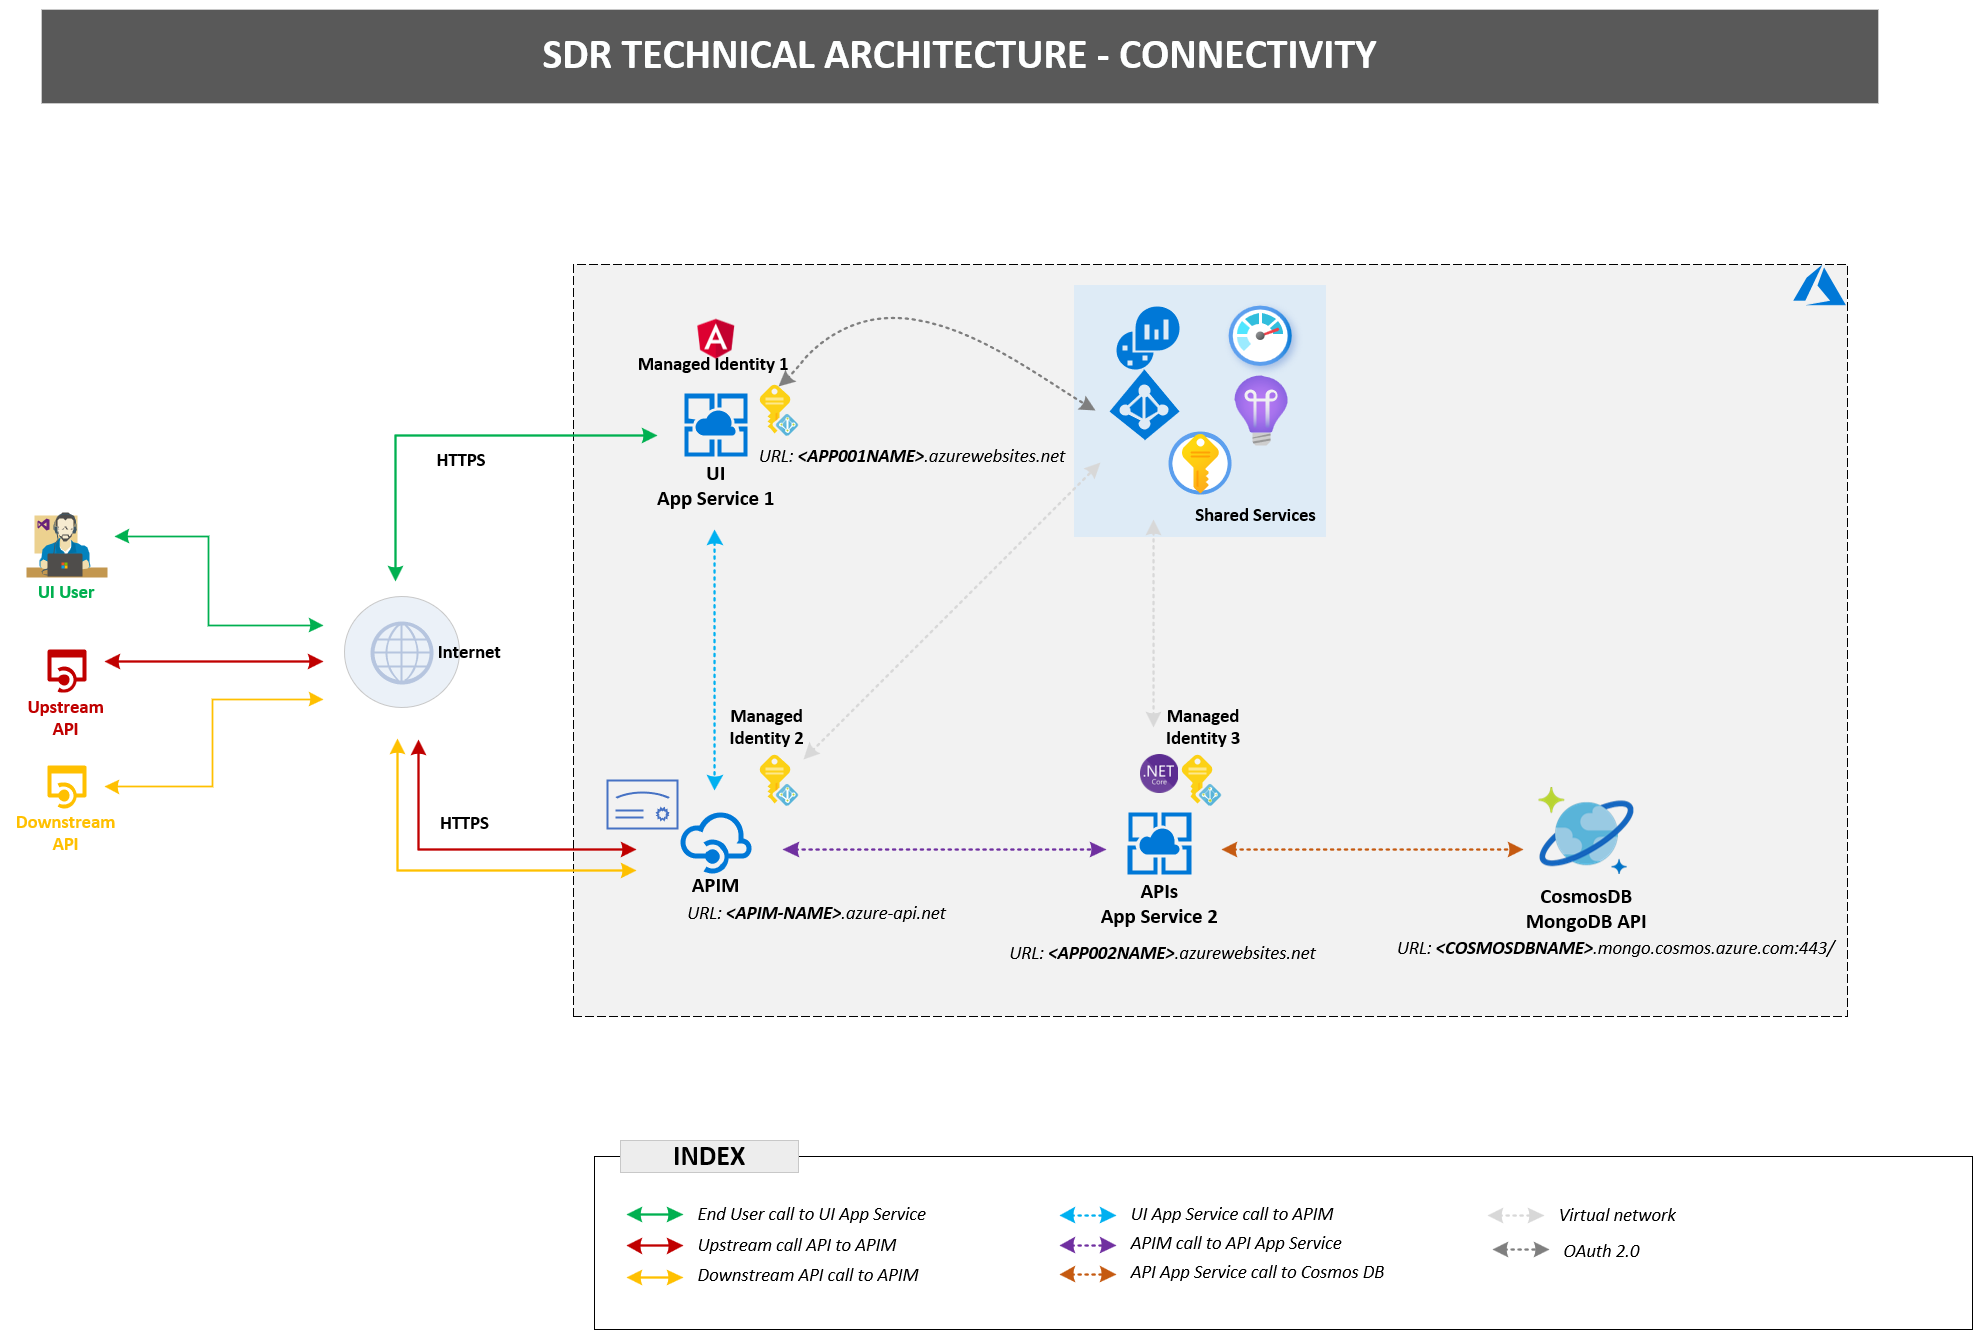 SDR TECHNICAL ARCHITECTURE - CONNECTIVITY
Managed Identity 1
HTTPS
URL: <APP001NAME>.azurewebsites.net
UI
App Service 1
Shared Services
UI User
Internet
Upstream
API
Downstream
API
HTTPS
Managed
Identity 2
Managed
Identity 3
.NET
Core
APIM
URL: <APIM-NAME>.azure-api.net
APIs
App Service 2
URL: <APP002NAME>.azurewebsites.net
CosmosDB
MongoDB API
URL: <COSMOSDBNAME>.mongo.cosmos.azure.com:443/
INDEX
End User call to UI App Service
Upstream call API to APIM
Downstream API call to APIM
UI App Service call to APIM
APIM call to API App Service
API App Service call to Cosmos DB
Virtual network
OAuth 2.0